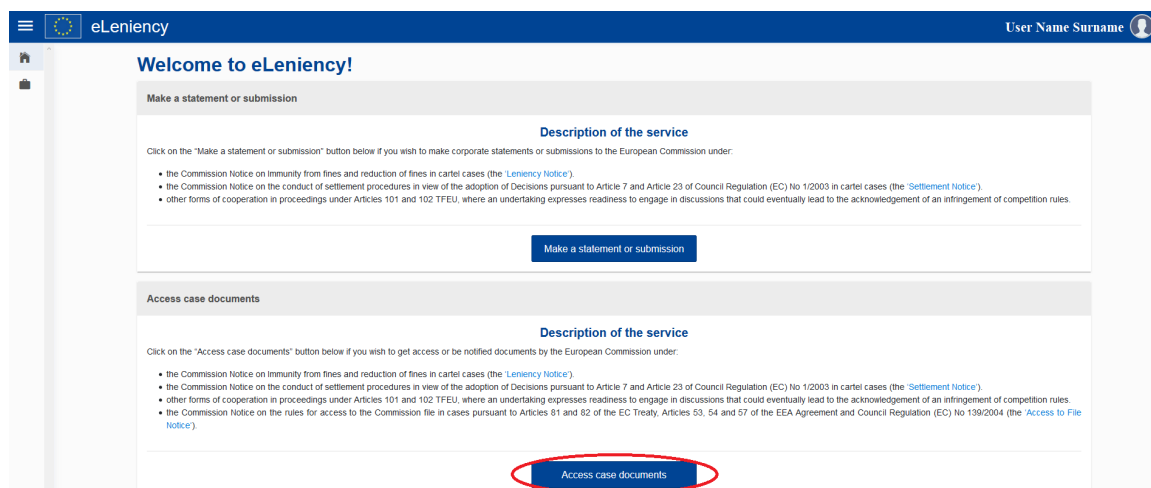 eLeniency
User Name Surname
Welcome to eLeniency!
Make a statement or submission
Description of the service
Click on the "Make a statement or submission" button below if you wish to make corporate statements or submissions to the European Commission under:
• the Commission Notice on Immunity from fines and reduction of fines in cartel cases (the 'Leniency Notice').
• the Commission Notice on the conduct of settlement procedures in view of the adoption of Decisions pursuant to Article 7 and Article 23 of Council Regulation (EC) No 1/2003 in cartel cases (the 'Settlement Notice').
• other forms of cooperation in proceedings under Articles 101 and 102 TFEU, where an undertaking expresses readiness to engage in discussions that could eventually lead to the acknowledgement of an infringement of competition rules.
Make a statement or submission
Access case documents
Description of the service
Click on the "Access case documents" button below if you wish to get access or be notified documents by the European Commission under:
• the Commission Notice on Immunity from fines and reduction of fines in cartel cases (the 'Leniency Notice').
• the Commission Notice on the conduct of settlement procedures in view of the adoption of Decisions pursuant to Article 7 and Article 23 of Council Regulation (EC) No 1/2003 in cartel cases (the 'Settlement Notice').
• other forms of cooperation in proceedings under Articles 101 and 102 TFEU, where an undertaking expresses readiness to engage in discussions that could eventually lead to the acknowledgement of an infringement of competition rules.
• the Commission Notice on the rules for access to the Commission file in cases pursuant to Articles 81 and 82 of the EC Treaty, Articles 53, 54 and 57 of the EEA Agreement and Council Regulation (EC) No 139/2004 (the 'Access to File
Notice').
Access case documents